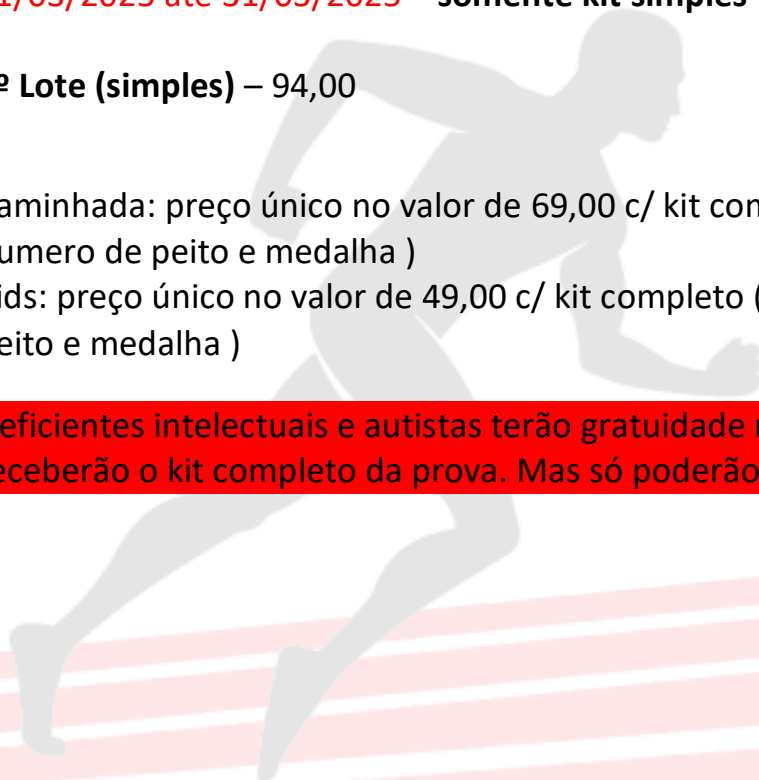 1/03/2025 até 31/03/2025 – somente kit simples
º Lote (simples) – 94,00
aminhada: preço único no valor de 69,00 c/ kit com
umero de peito e medalha )
ids: preço único no valor de 49,00 c/ kit completo (
eito e medalha )
eficientes intelectuais e autistas terão gratuidade
eceberão o kit completo da prova. Mas só poderão